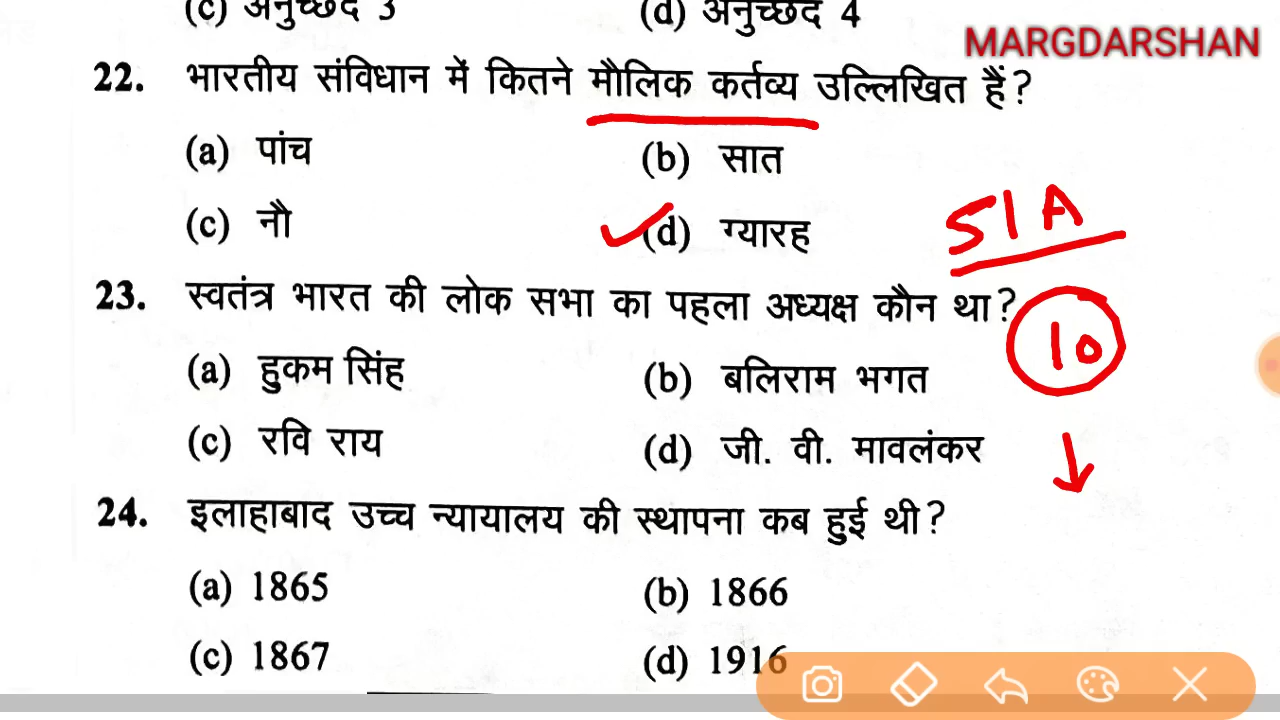 (c) अनुच्छेद 3 (d) अनुच्छेद 4
MARGDARSHAN
22. भारतीय संविधान में कितने मौलिक कर्तव्य उल्लिखित हैं?
(a) पांच (b) सात
(c) नौ (d) ग्यारह
51A
23. स्वतंत्र भारत की लोक सभा का पहला अध्यक्ष कौन था?
10
(a) हुकम सिंह (b) बलिराम भगत
(c) रवि राय (d) जी. वी. मावलंकर
24. इलाहाबाद उच्च न्यायालय की स्थापना कब हुई थी?
(a) 1865 (b) 1866
(c) 1867 (d) 1916